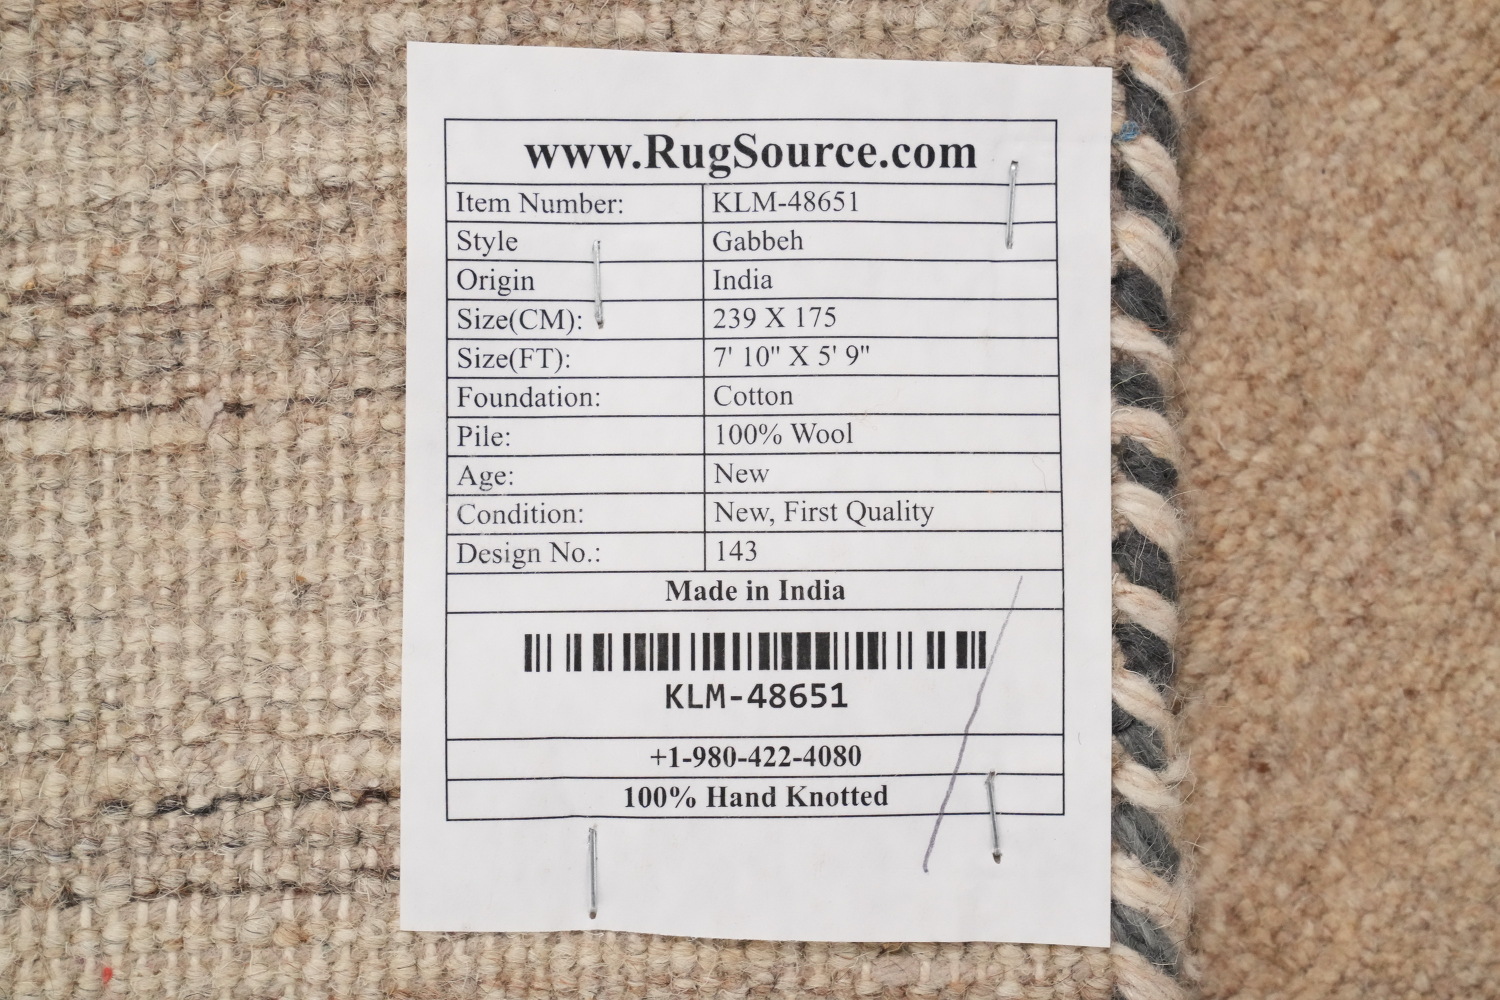 www.RugSource.com
Item Number: KLM-48651
Style Gabbeh
Origin India
Size(CM): 239 X 175
Size(FT): 7' 10" X 5' 9"
Foundation: Cotton
Pile: 100% Wool
Age: New
Condition: New, First Quality
Design No.: 143
Made in India
KLM-48651
+1-980-422-4080
100% Hand Knotted